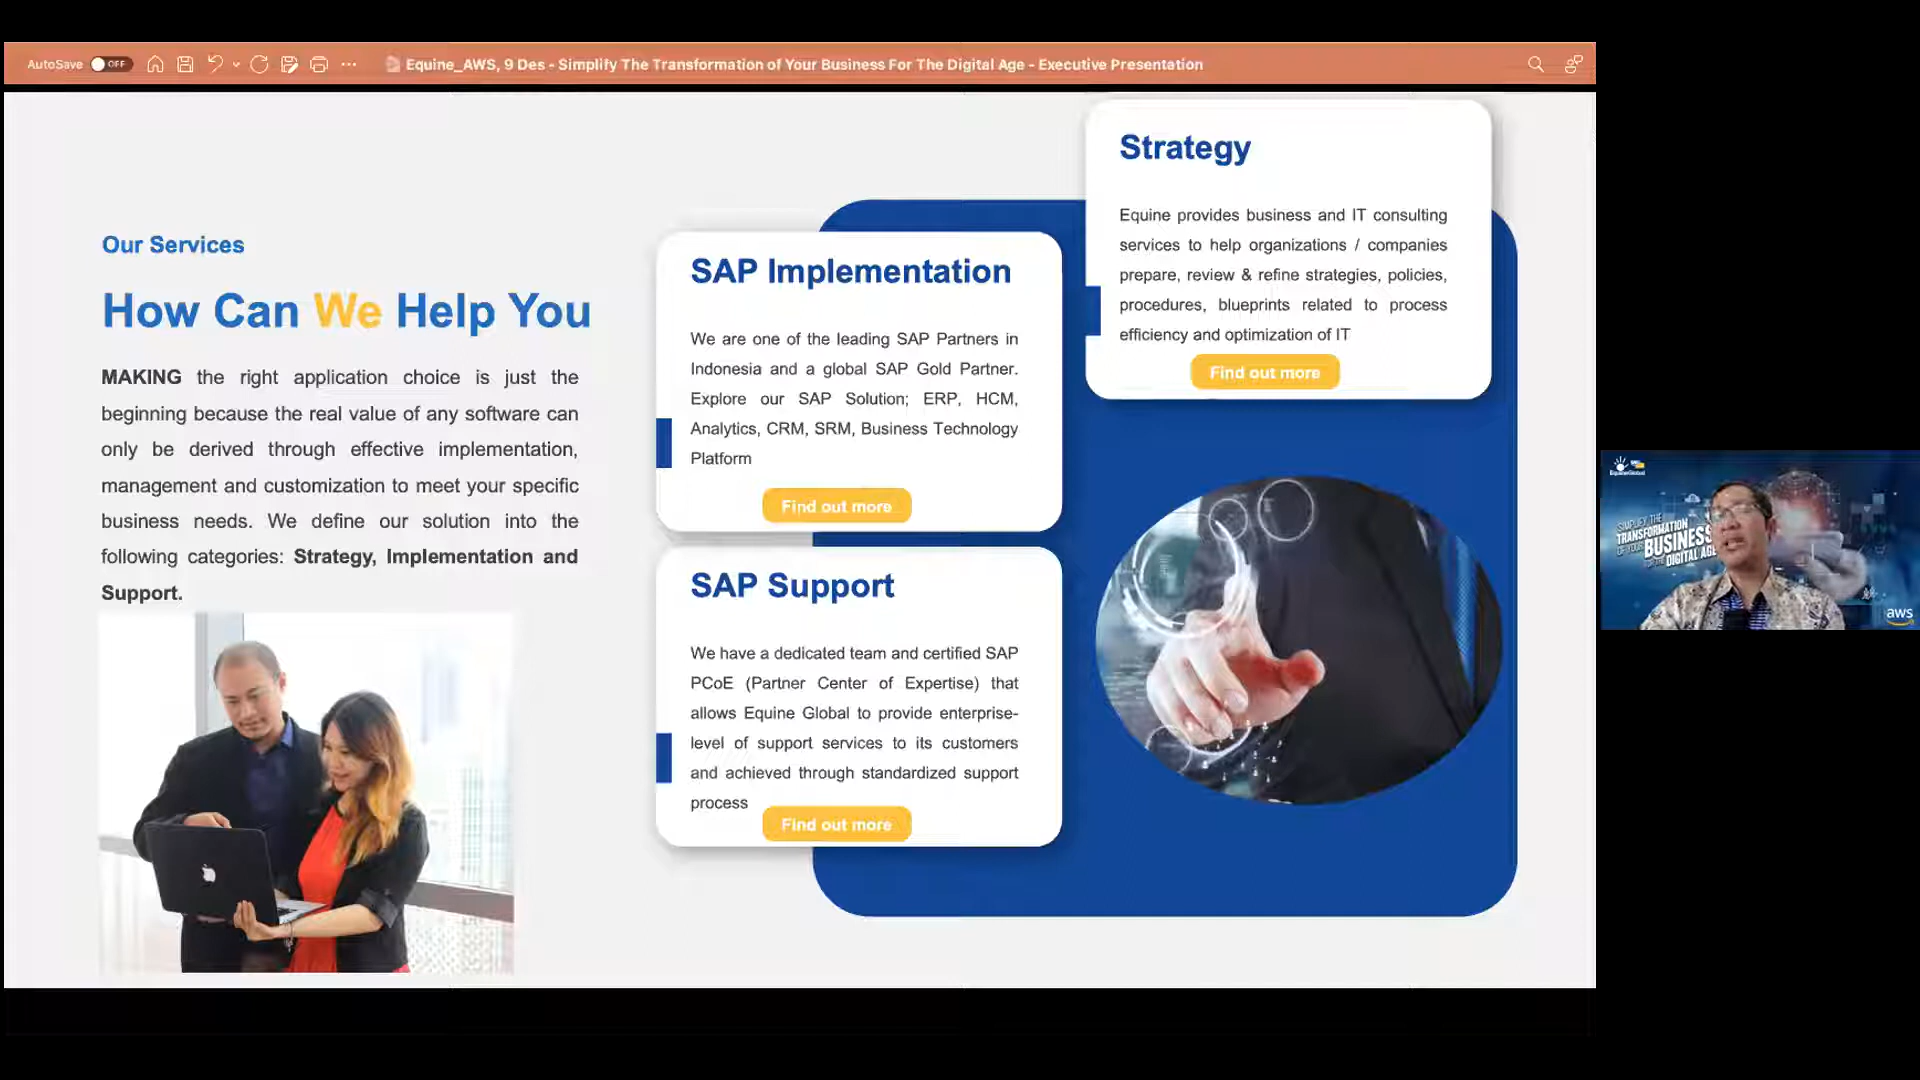 AutoSave OFF
Equine_AWS, 9 Des - Simplify The Transformation of Your Business For The Digital Age - Executive Presentation
Our Services
How Can We Help You
MAKING the right application choice is just the
beginning because the real value of any software can
only be derived through effective implementation,
management and customization to meet your specific
business needs. We define our solution into the
following categories: Strategy, Implementation and
Support.
SAP Implementation
We are one of the leading SAP Partners in
Indonesia and a global SAP Gold Partner.
Explore our SAP Solution; ERP, HCM,
Analytics, CRM, SRM, Business Technology
Platform
Find out more
SAP Support
We have a dedicated team and certified SAP
PCoE (Partner Center of Expertise) that
allows Equine Global to provide enterprise-
level of support services to its customers
and achieved through standardized support
process
Find out more
Strategy
Equine provides business and IT consulting
services to help organizations / companies
prepare, review & refine strategies, policies,
procedures, blueprints related to process
efficiency and optimization of IT
Find out more
EquineGlobal
SIMPLIFY THE
TRANSFORMATION
OF YOUR BUSINESS
FOR THE DIGITAL AGE
aws